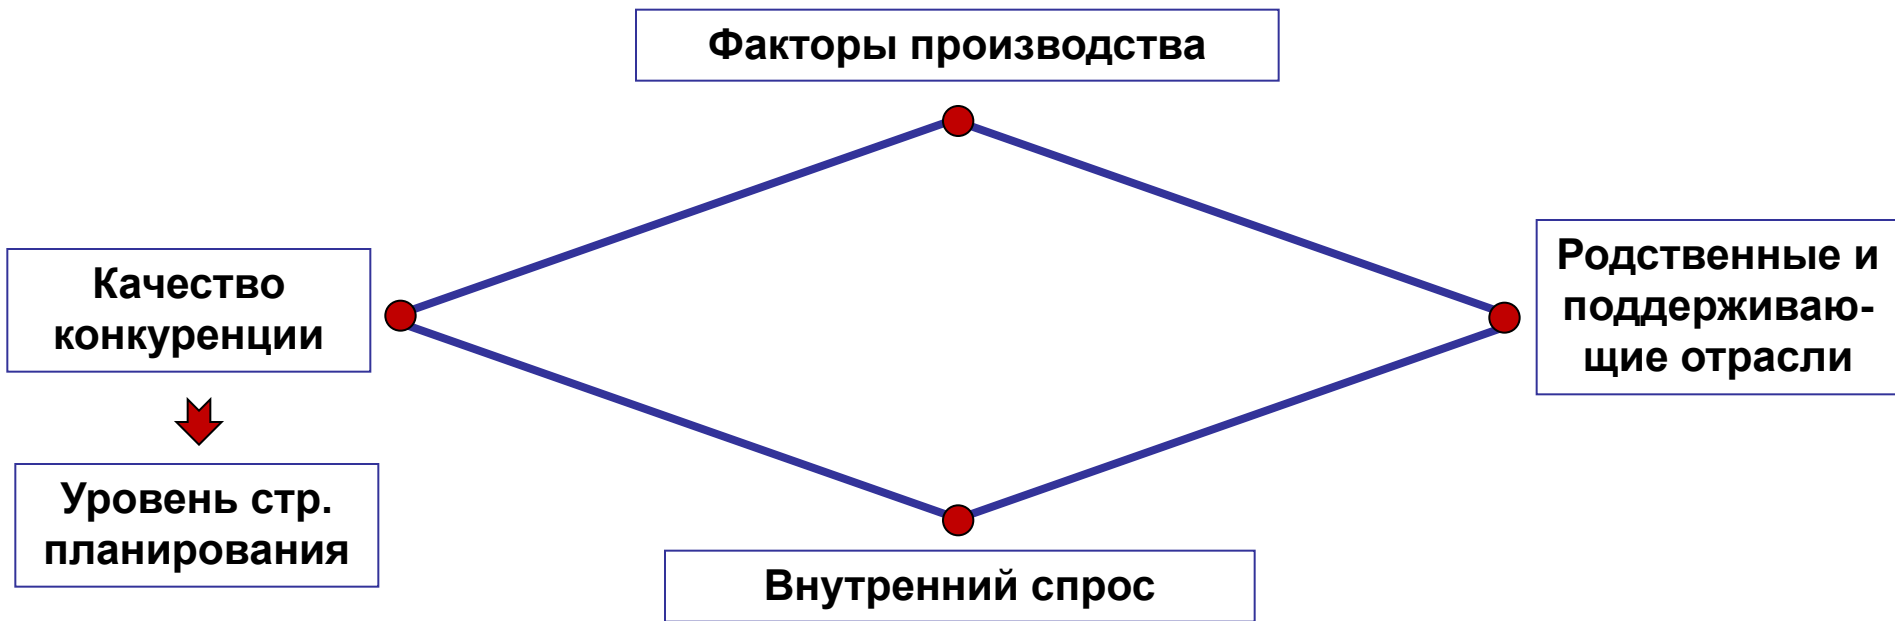 Факторы производства
Качество
конкуренции
Родственные и
поддерживаю-
щие отрасли
Уровень стр.
планирования
Внутренний спрос